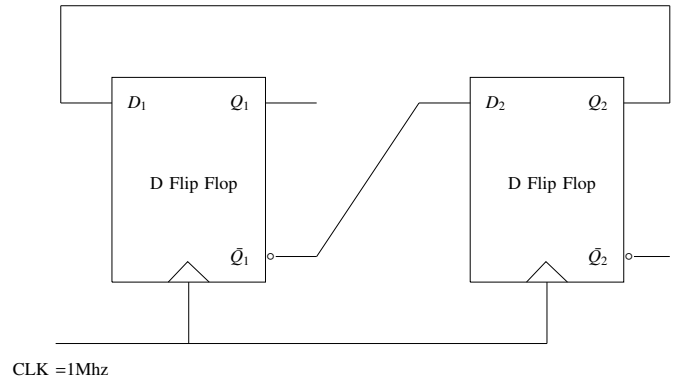 D₁ Q₁ D₂ Q₂
D Flip Flop D Flip Flop
Q̄₁ Q̄₂
CLK =1Mhz